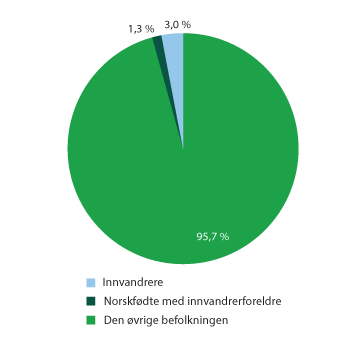 1,3 %
3,0 %
95,7 %
Innvandrere
Norskfødte med innvandrerforeldre
Den øvrige befolkningen